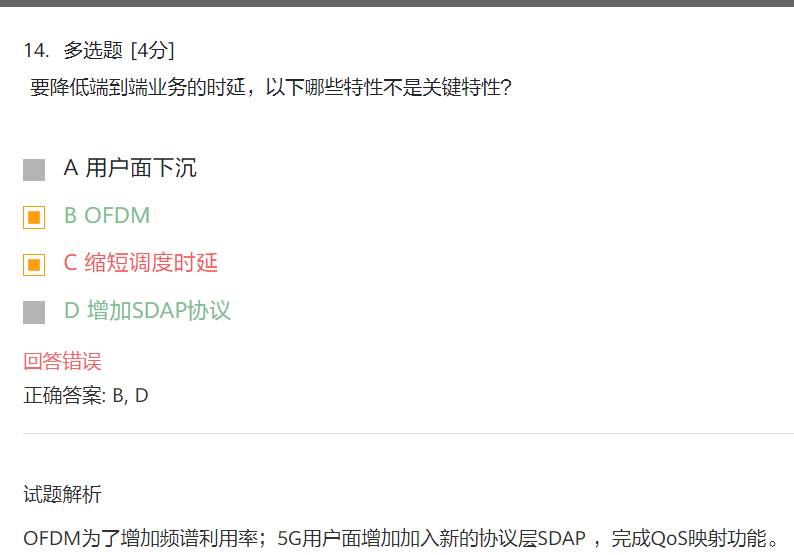 14. 多选题 [4分]
要降低端到端业务的时延，以下哪些特性不是关键特性?
A 用户面下沉
B OFDM
C 缩短调度时延
D 增加SDAP协议
回答错误
正确答案: B, D
试题解析
OFDM为了增加频谱利用率；5G用户面增加加入新的协议层SDAP ，完成QoS映射功能。